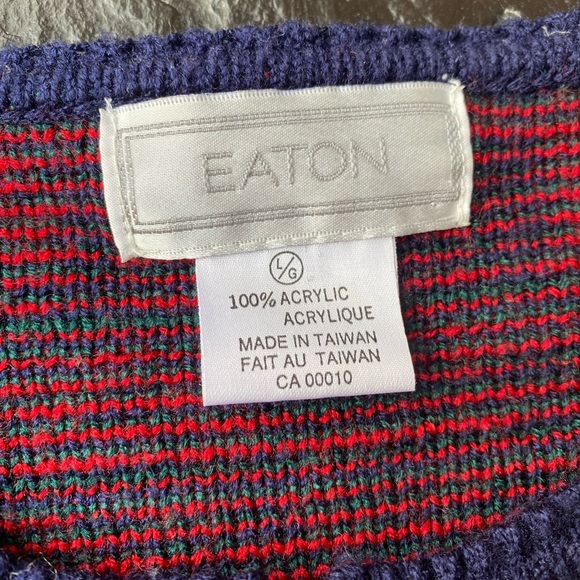 EATON
L/G
100% ACRYLIC
ACRYLIQUE
MADE IN TAIWAN
FAIT AU TAIWAN
CA 00010